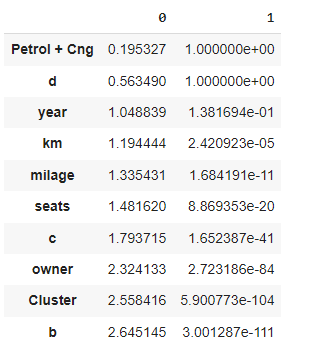 0 1
Petrol + Cng 0.195327 1.000000e+00
d 0.563490 1.000000e+00
year 1.048839 1.381694e-01
km 1.194444 2.420923e-05
milage 1.335431 1.684191e-11
seats 1.481620 8.869353e-20
c 1.793715 1.652387e-41
owner 2.324133 2.723186e-84
Cluster 2.558416 5.900773e-104
b 2.645145 3.001287e-111